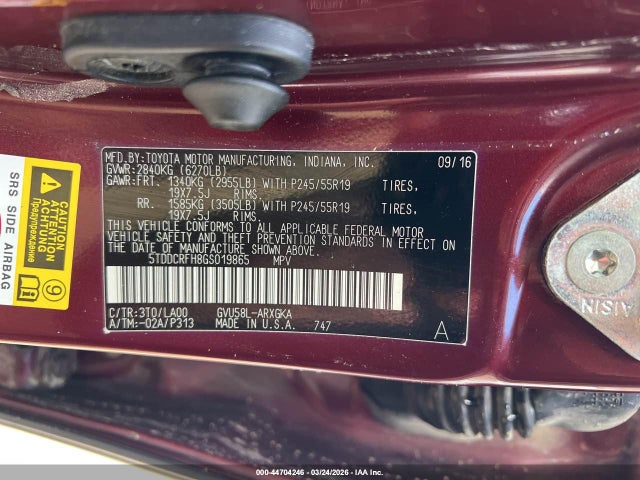 MFD.BY:TOYOTA MOTOR MANUFACTURING, INDIANA, INC. 09/16
GVWR:2840KG (6270LB)
GAWR:FRT. 1340KG (2955LB) WITH P245/55R19 TIRES,
19X7.5J RIMS,
RR. 1585KG (3505LB) WITH P245/55R19 TIRES,
19X7.5J RIMS.
THIS VEHICLE CONFORMS TO ALL APPLICABLE FEDERAL MOTOR
VEHICLE SAFETY AND THEFT PREVENTION STANDARDS IN EFFECT ON
THE DATE OF MANUFACTURE SHOWN ABOVE.
5TDDCRFH8GS019865 MPV
C/TR:3T0/LA00 GVU58L-ARXGKA
A/TM:-02A/P313 MADE IN U.S.A. 747
A
SRS SIDE AIRBAG
ATTENTION
ACHTUNG
Предупреждение
AISIN
000-44704246 - 03/24/2026 - IAA Inc.